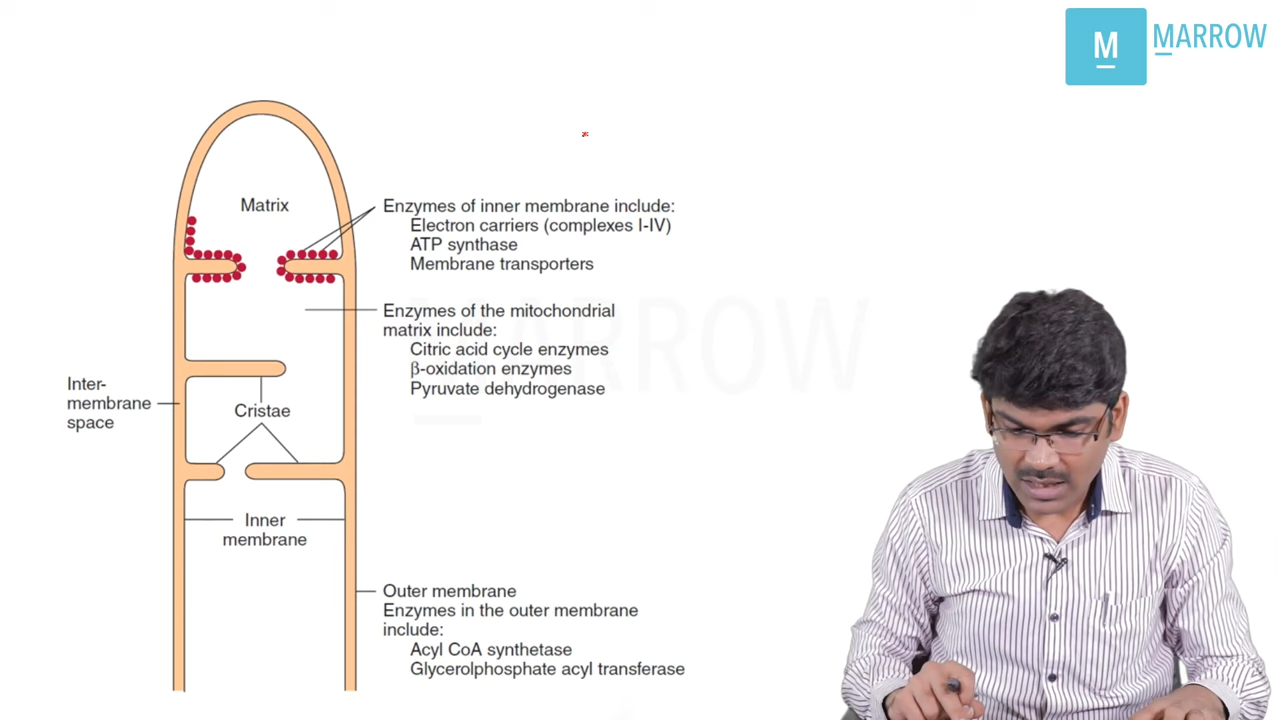 M MARROW
Matrix
Enzymes of inner membrane include:
Electron carriers (complexes I-IV)
ATP synthase
Membrane transporters
Enzymes of the mitochondrial
matrix include:
Citric acid cycle enzymes
β-oxidation enzymes
Pyruvate dehydrogenase
Inter-
membrane
space
Cristae
Inner
membrane
Outer membrane
Enzymes in the outer membrane
include:
Acyl CoA synthetase
Glycerolphosphate acyl transferase
MARROW